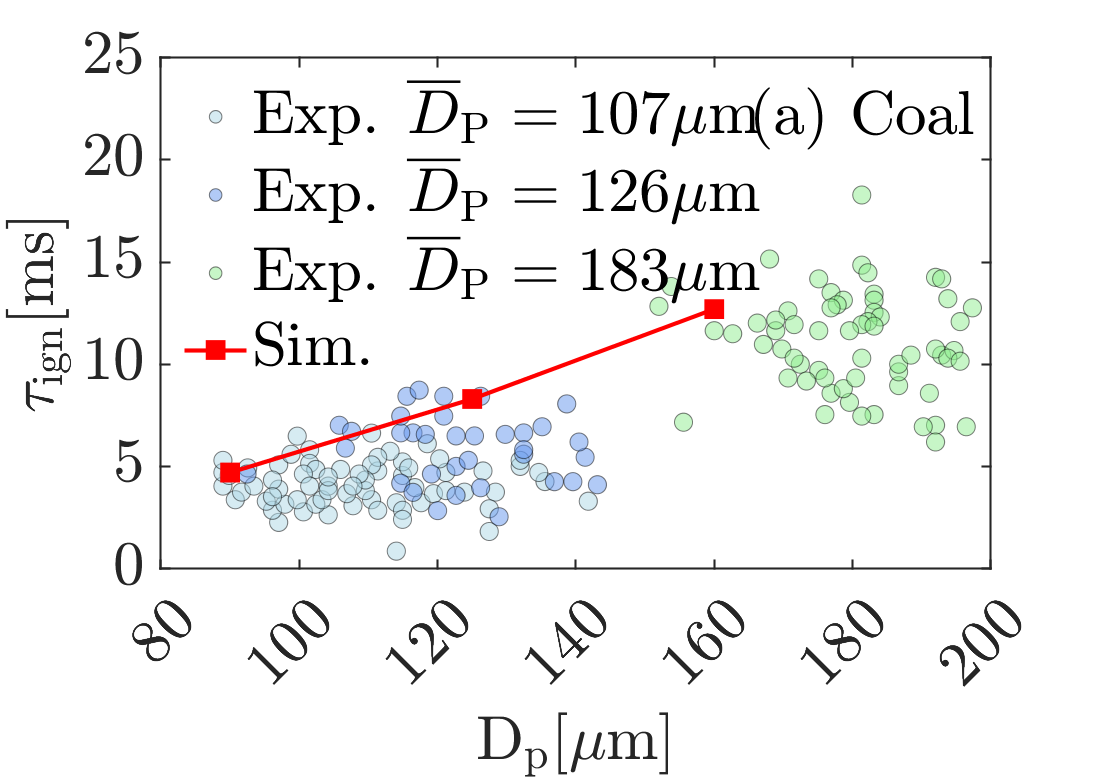 25
20
15
10
5
0
τign[ms]
Exp. D̅P = 107μm
(a) Coal
Exp. D̅P = 126μm
Exp. D̅P = 183μm
Sim.
80 100 120 140 160 180 200
Dp[μm]